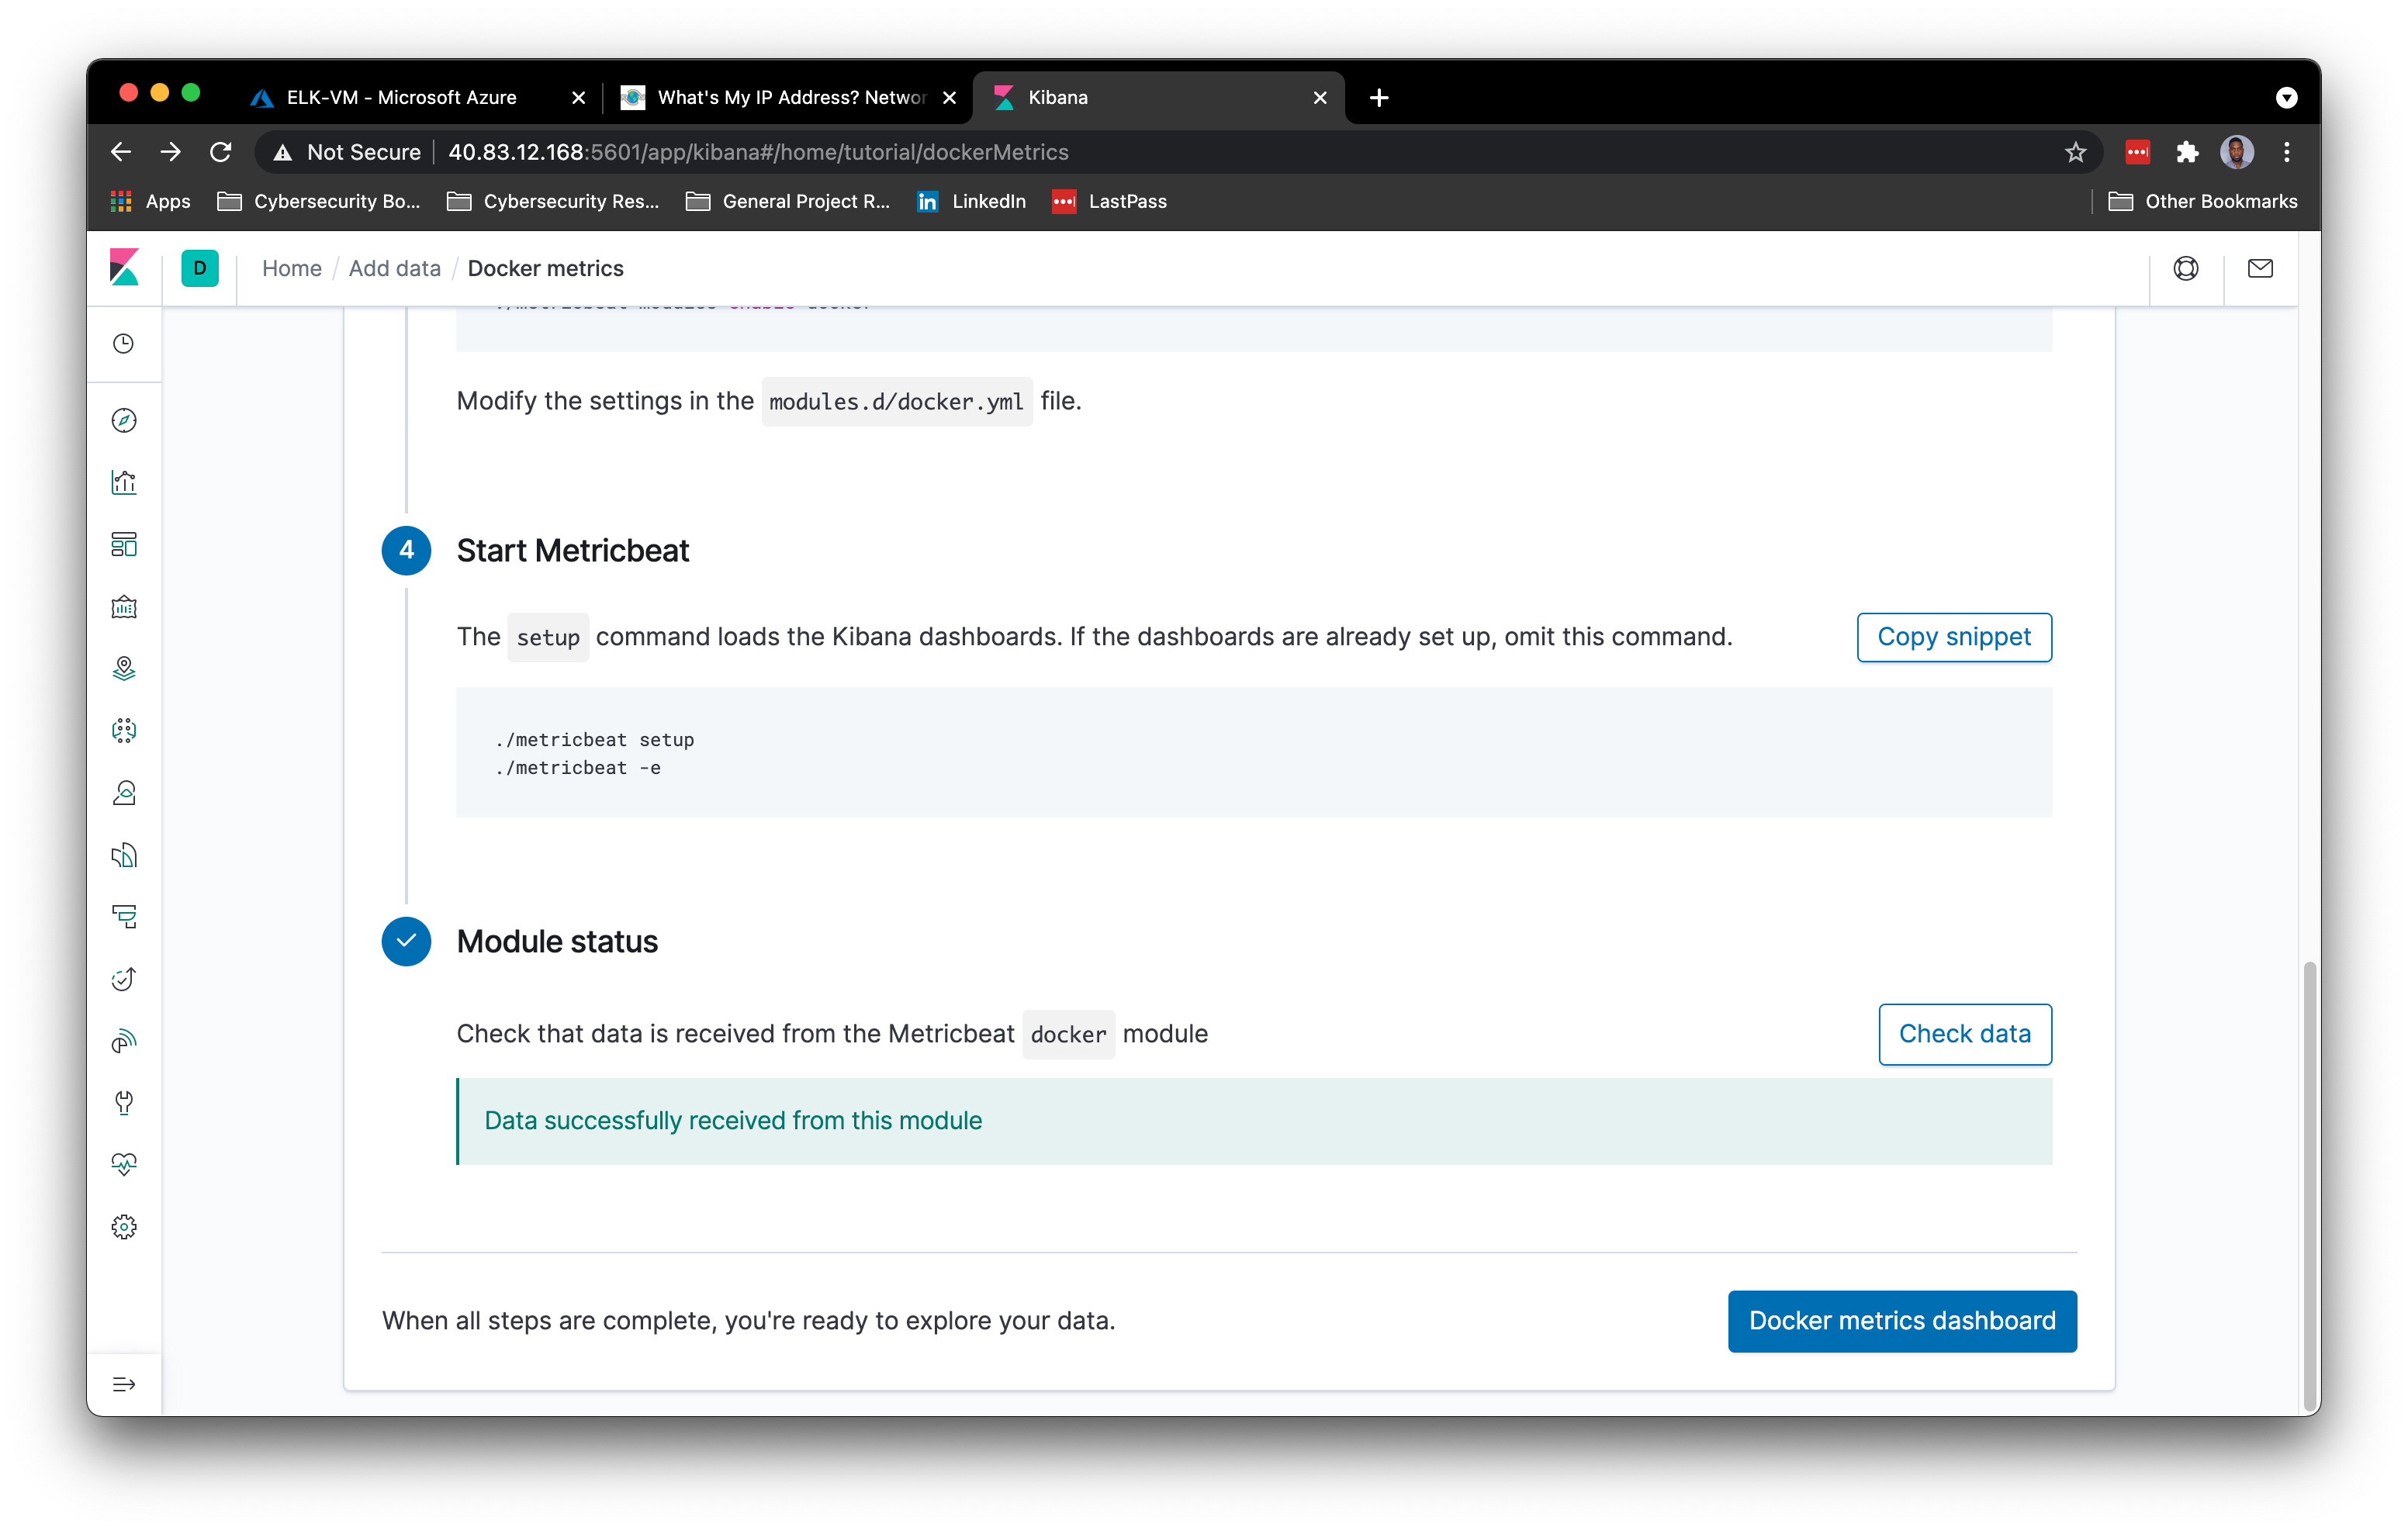 ELK-VM - Microsoft Azure
What's My IP Address? Networ
Kibana
Not Secure
40.83.12.168:5601/app/kibana#/home/tutorial/dockerMetrics
Apps
Cybersecurity Bo...
Cybersecurity Res...
General Project R...
LinkedIn
LastPass
Other Bookmarks
D
Home / Add data / Docker metrics
./metricbeat modules enable docker
Modify the settings in the modules.d/docker.yml file.
4
Start Metricbeat
The setup command loads the Kibana dashboards. If the dashboards are already set up, omit this command.
Copy snippet
./metricbeat setup
./metricbeat -e
Module status
Check that data is received from the Metricbeat docker module
Check data
Data successfully received from this module
When all steps are complete, you're ready to explore your data.
Docker metrics dashboard